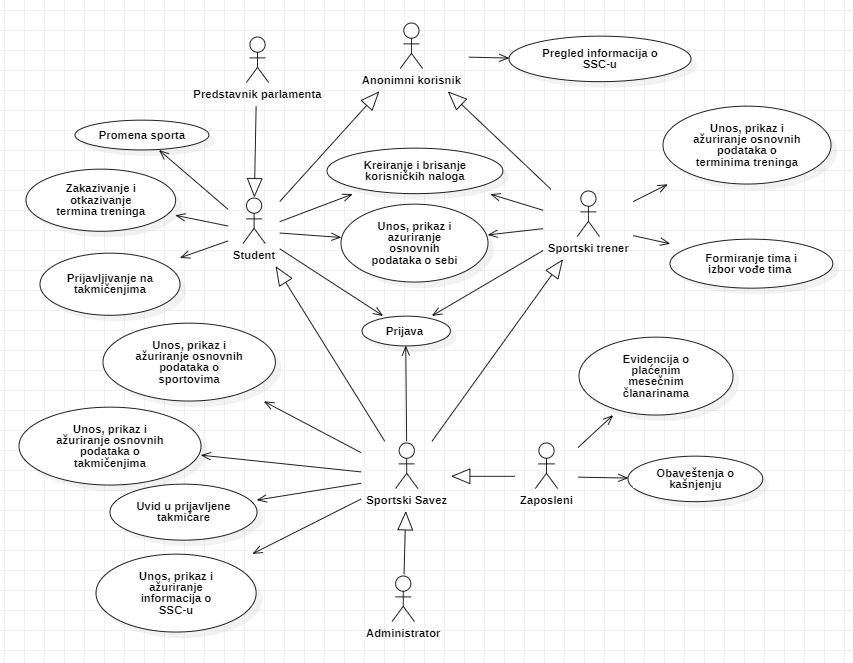 Predstavnik parlamenta
Anonimni korisnik
Pregled informacija o
SSC-u
Promena sporta
Kreiranje i brisanje
korisničkih naloga
Unos, prikaz i
ažuriranje osnovnih
podataka o
terminima treninga
Zakazivanje i
otkazivanje
termina treninga
Student
Unos, prikaz i
azuriranje
osnovnih
podataka o sebi
Sportski trener
Formiranje tima i
izbor vođe tima
Prijavljivanje na
takmičenjima
Prijava
Unos, prikaz i
ažuriranje osnovnih
podataka o
sportovima
Evidencija o
plaćenim
mesečnim
članarinama
Unos, prikaz i
ažuriranje osnovnih
podataka o
takmičenjima
Sportski Savez
Zaposleni
Obaveštenja o
kašnjenju
Uvid u prijavljene
takmičare
Unos, prikaz i
ažuriranje
informacija o
SSC-u
Administrator